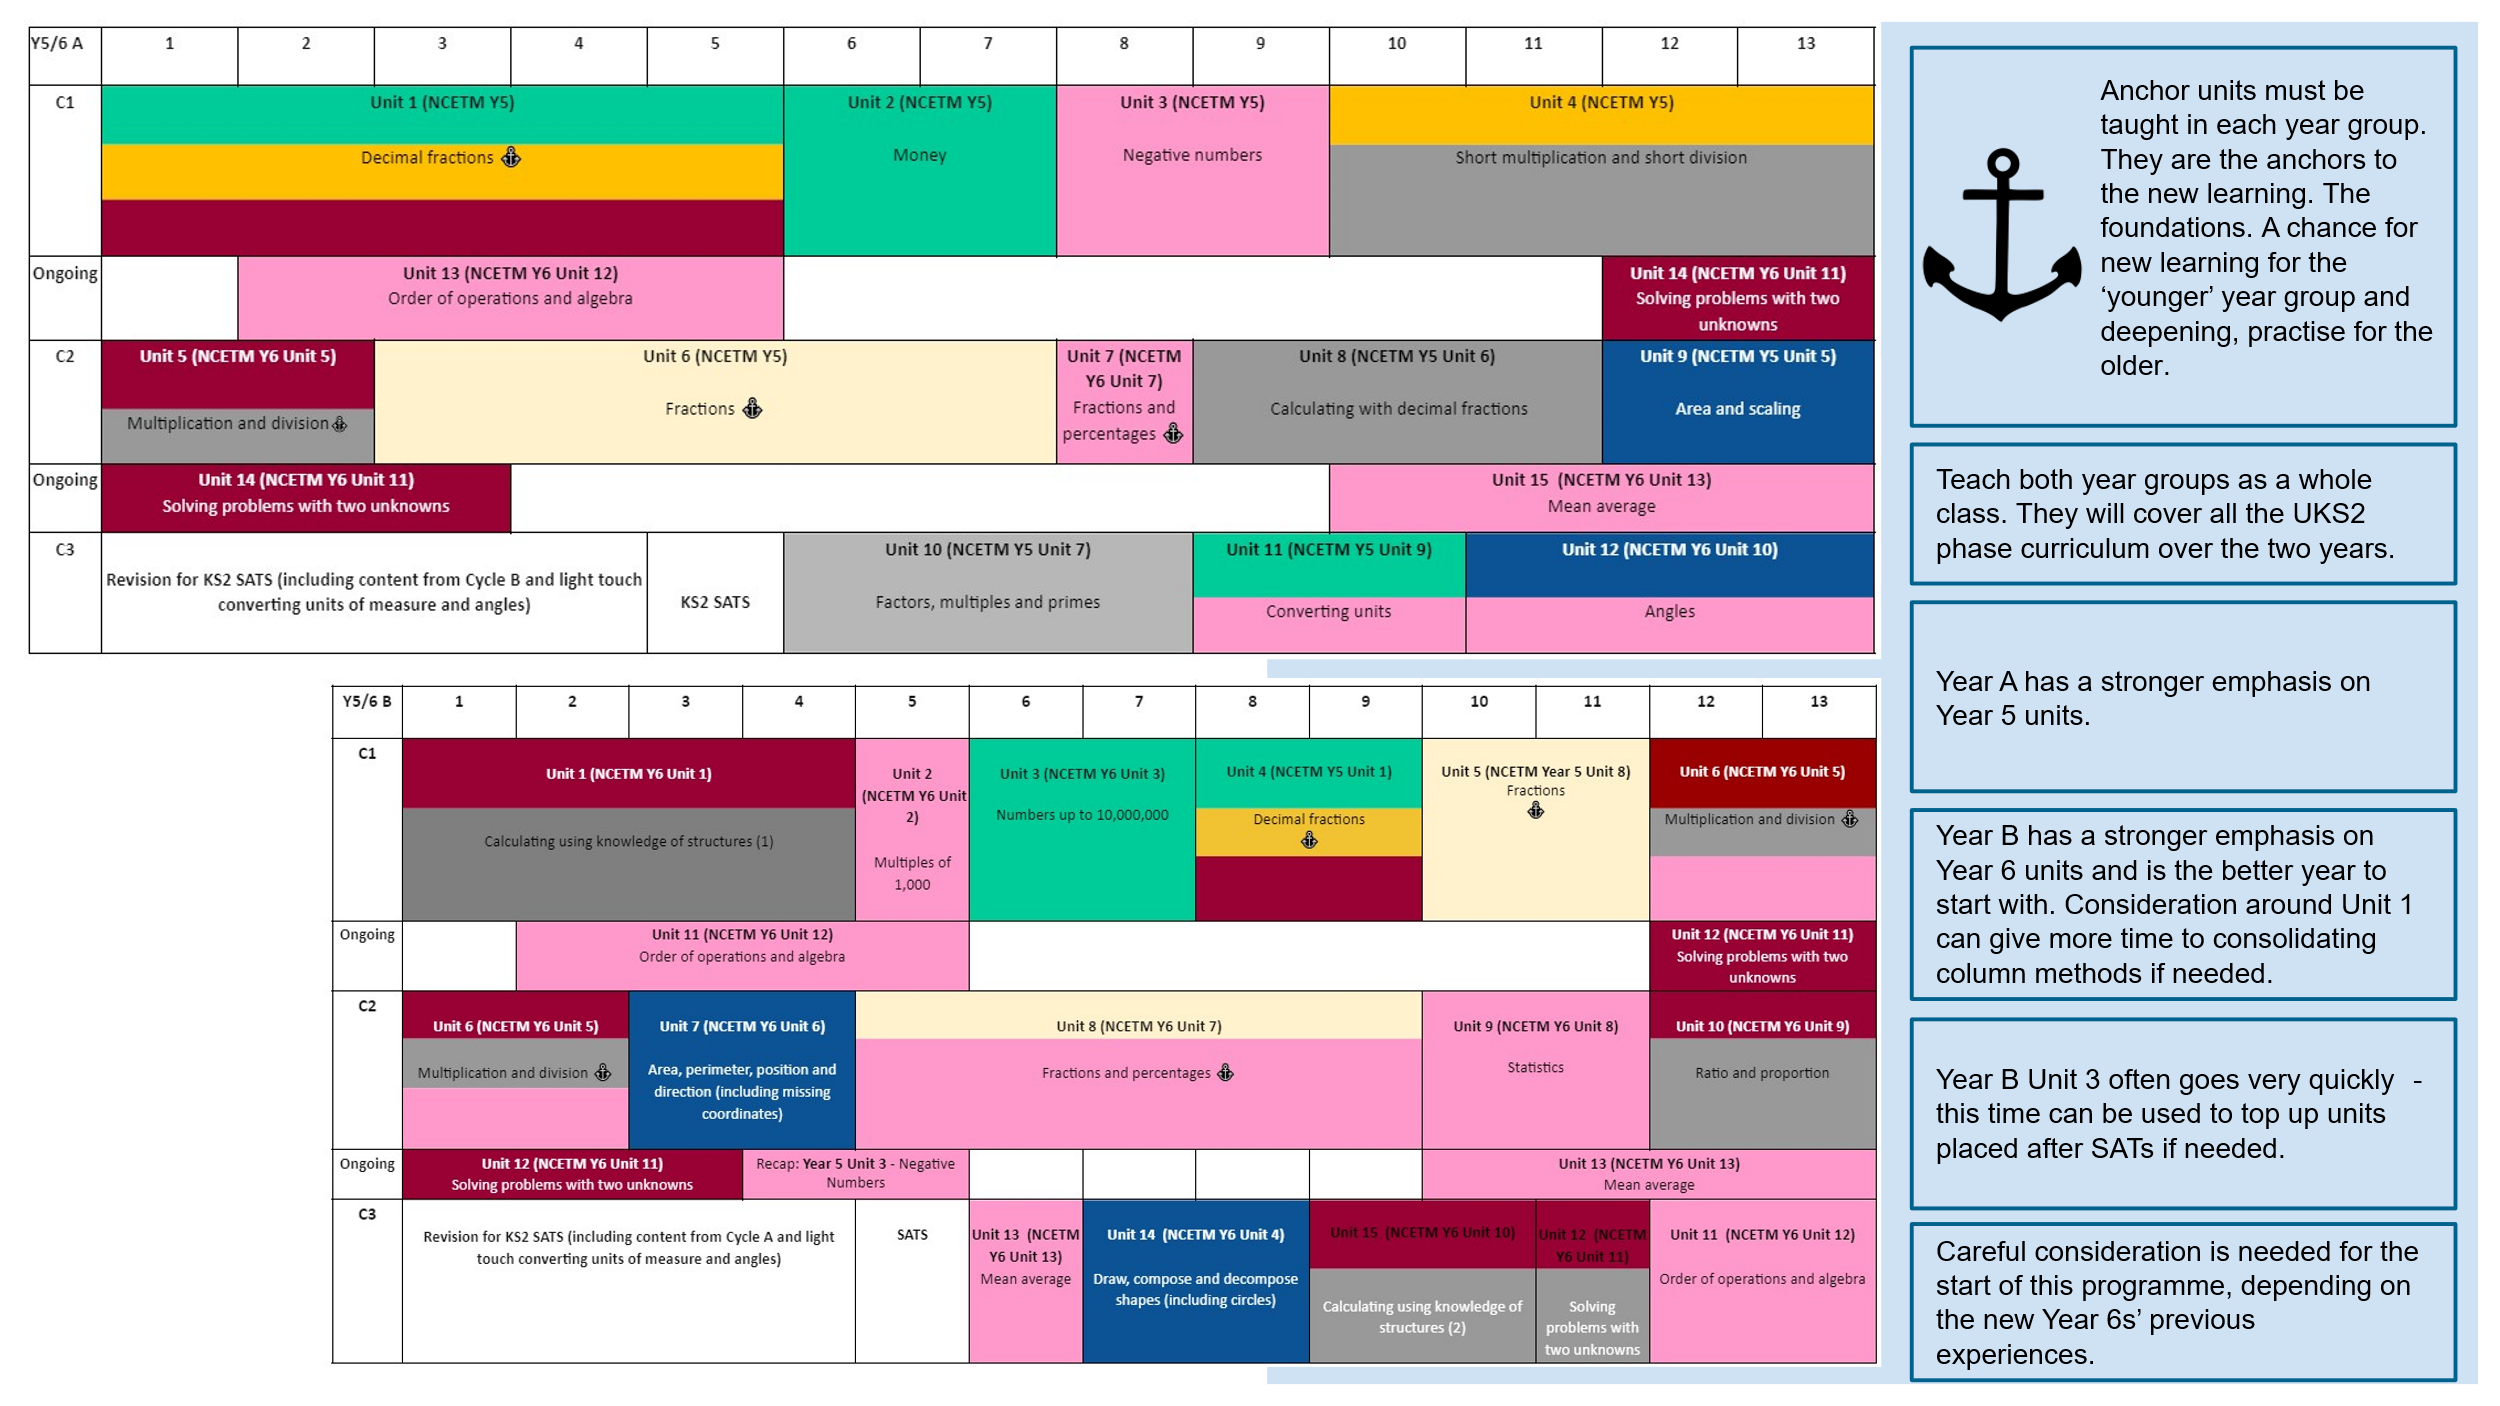 Y5/6 A 1 2 3 4 5 6 7 8 9 10 11 12 13
C1
Unit 1 (NCETM Y5)
Decimal fractions
Unit 2 (NCETM Y5)
Money
Unit 3 (NCETM Y5)
Negative numbers
Unit 4 (NCETM Y5)
Short multiplication and short division
Ongoing
Unit 13 (NCETM Y6 Unit 12)
Order of operations and algebra
Unit 14 (NCETM Y6 Unit 11)
Solving problems with two
unknowns
C2
Unit 5 (NCETM Y6 Unit 5)
Multiplication and division
Unit 6 (NCETM Y5)
Fractions
Unit 7 (NCETM
Y6 Unit 7)
Fractions and
percentages
Unit 8 (NCETM Y5 Unit 6)
Calculating with decimal fractions
Unit 9 (NCETM Y5 Unit 5)
Area and scaling
Ongoing
Unit 14 (NCETM Y6 Unit 11)
Solving problems with two unknowns
Unit 15 (NCETM Y6 Unit 13)
Mean average
C3
Revision for KS2 SATS (including content from Cycle B and light touch
converting units of measure and angles)
KS2 SATS
Unit 10 (NCETM Y5 Unit 7)
Factors, multiples and primes
Unit 11 (NCETM Y5 Unit 9)
Converting units
Unit 12 (NCETM Y6 Unit 10)
Angles
Y5/6 B 1 2 3 4 5 6 7 8 9 10 11 12 13
C1
Unit 1 (NCETM Y6 Unit 1)
Calculating using knowledge of structures (1)
Unit 2
(NCETM Y6 Unit
2)
Multiples of
1,000
Unit 3 (NCETM Y6 Unit 3)
Numbers up to 10,000,000
Unit 4 (NCETM Y5 Unit 1)
Decimal fractions
Unit 5 (NCETM Year 5 Unit 8)
Fractions
Unit 6 (NCETM Y6 Unit 5)
Multiplication and division
Ongoing
Unit 11 (NCETM Y6 Unit 12)
Order of operations and algebra
Unit 12 (NCETM Y6 Unit 11)
Solving problems with two
unknowns
C2
Unit 6 (NCETM Y6 Unit 5)
Multiplication and division
Unit 7 (NCETM Y6 Unit 6)
Area, perimeter, position and
direction (including missing
coordinates)
Unit 8 (NCETM Y6 Unit 7)
Fractions and percentages
Unit 9 (NCETM Y6 Unit 8)
Statistics
Unit 10 (NCETM Y6 Unit 9)
Ratio and proportion
Ongoing
Unit 12 (NCETM Y6 Unit 11)
Solving problems with two unknowns
Recap: Year 5 Unit 3 - Negative
Numbers
Unit 13 (NCETM Y6 Unit 13)
Mean average
C3
Revision for KS2 SATS (including content from Cycle A and light
touch converting units of measure and angles)
SATS
Unit 13 (NCETM
Y6 Unit 13)
Mean average
Unit 14 (NCETM Y6 Unit 4)
Draw, compose and decompose
shapes (including circles)
Unit 15 (NCETM Y6 Unit 10)
Calculating using knowledge of
structures (2)
Unit 12 (NCETM
Y6 Unit 11)
Solving
problems with
two unknowns
Unit 11 (NCETM Y6 Unit 12)
Order of operations and algebra
Anchor units must be
taught in each year group.
They are the anchors to
the new learning. The
foundations. A chance for
new learning for the
‘younger’ year group and
deepening, practise for the
older.
Teach both year groups as a whole
class. They will cover all the UKS2
phase curriculum over the two years.
Year A has a stronger emphasis on
Year 5 units.
Year B has a stronger emphasis on
Year 6 units and is the better year to
start with. Consideration around Unit 1
can give more time to consolidating
column methods if needed.
Year B Unit 3 often goes very quickly -
this time can be used to top up units
placed after SATs if needed.
Careful consideration is needed for the
start of this programme, depending on
the new Year 6s’ previous
experiences.